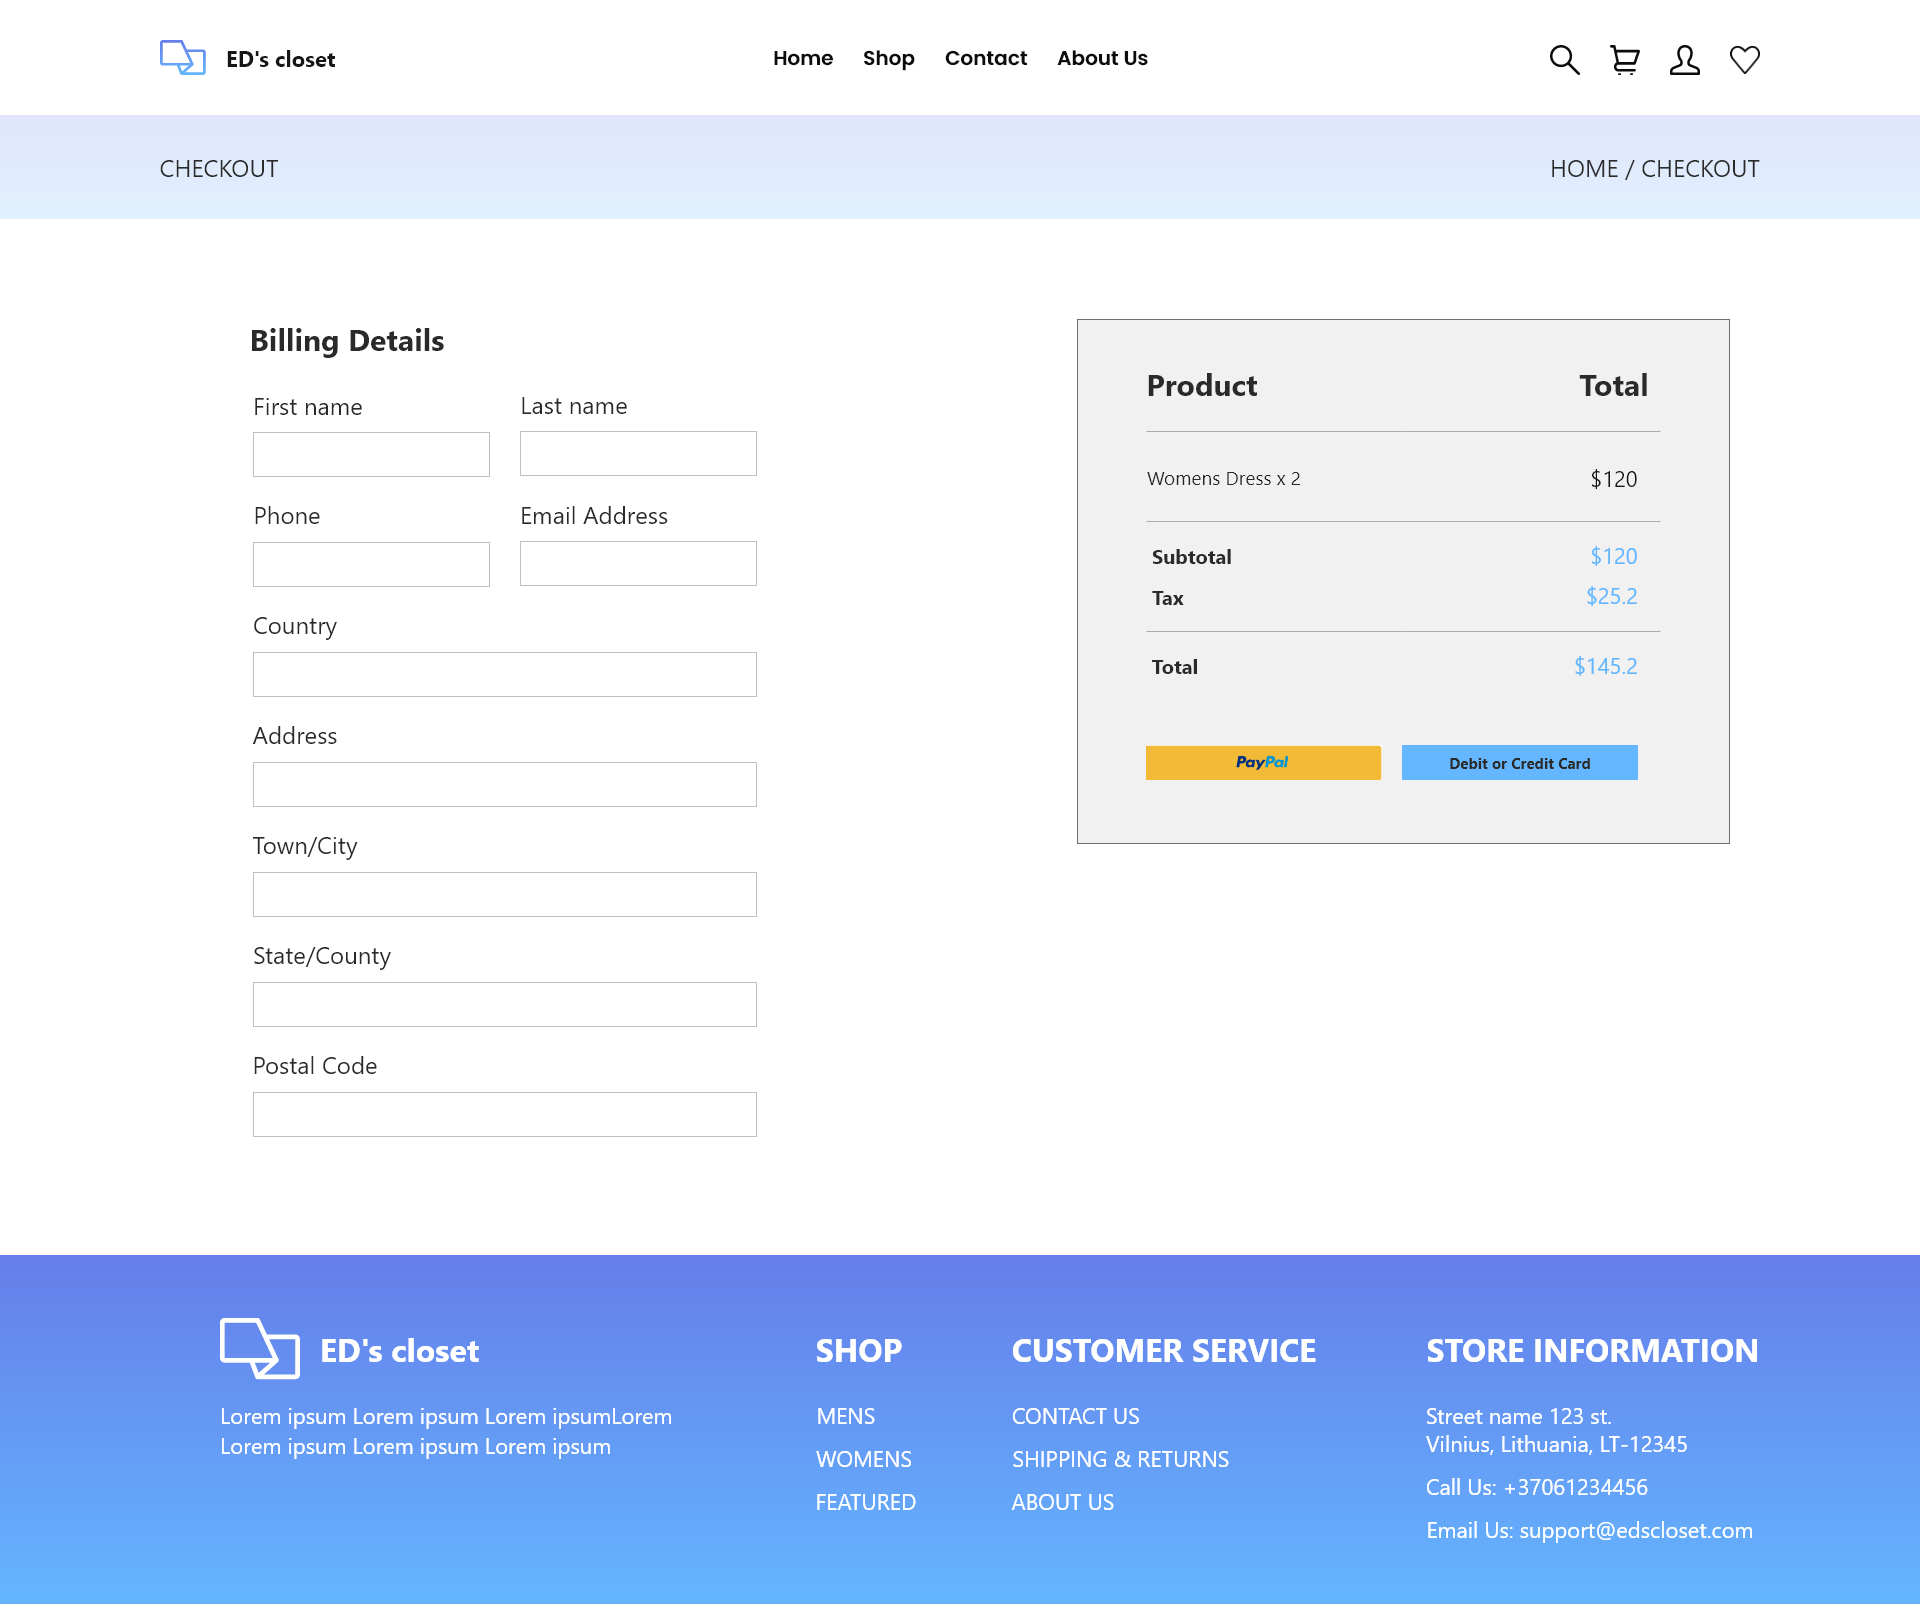 ED's closet
Home Shop Contact About Us
CHECKOUT
HOME / CHECKOUT
Billing Details
First name
Last name
Phone
Email Address
Country
Address
Town/City
State/County
Postal Code
Product Total
Womens Dress x 2 $120
Subtotal $120
Tax $25.2
Total $145.2
PayPal
Debit or Credit Card
ED's closet
Lorem ipsum Lorem ipsum Lorem ipsumLorem
Lorem ipsum Lorem ipsum Lorem ipsum
SHOP
MENS
WOMENS
FEATURED
CUSTOMER SERVICE
CONTACT US
SHIPPING & RETURNS
ABOUT US
STORE INFORMATION
Street name 123 st.
Vilnius, Lithuania, LT-12345
Call Us: +37061234456
Email Us: support@edscloset.com